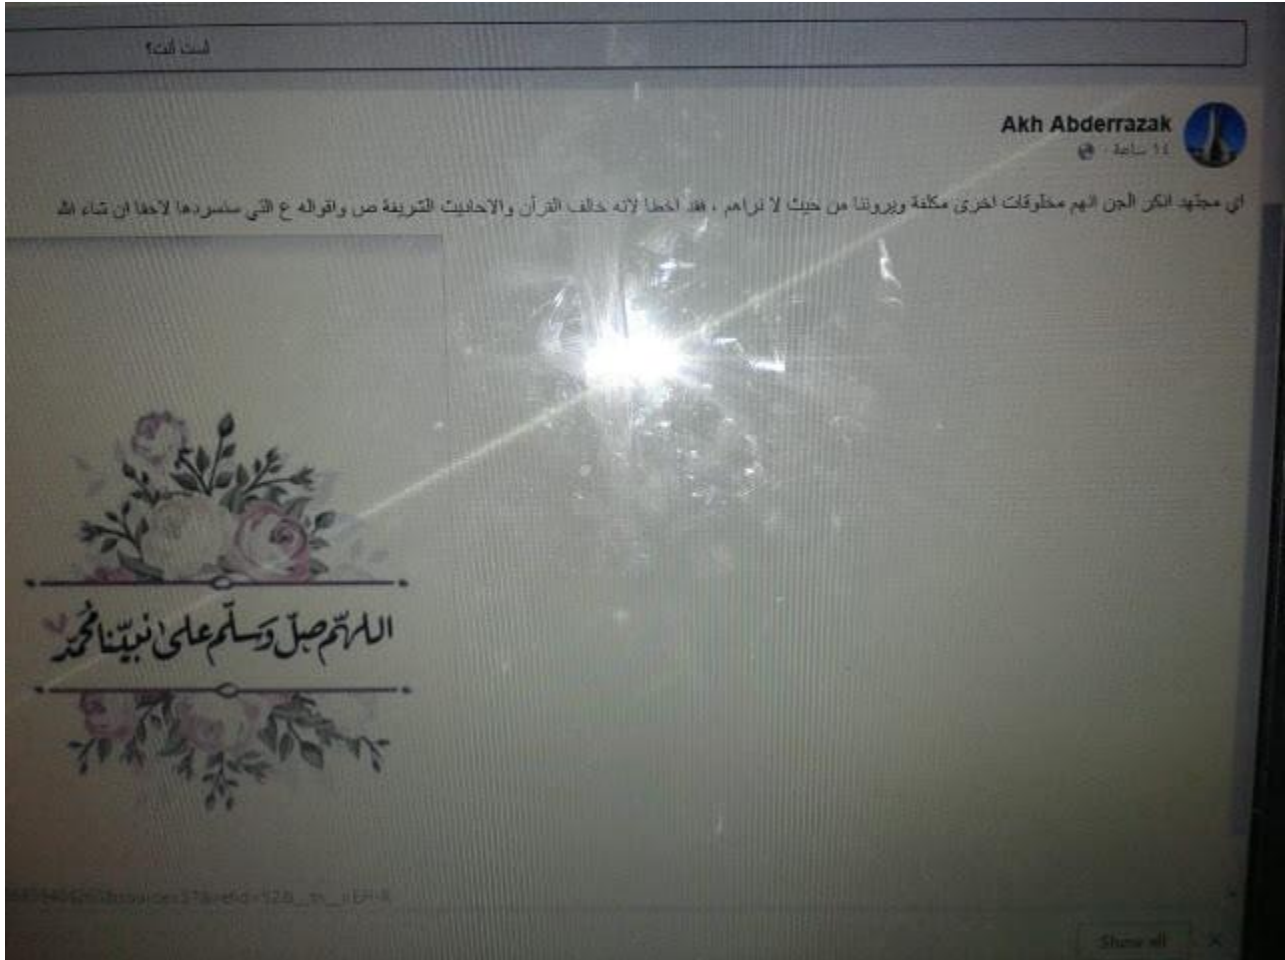 لست أنت؟
Akh Abderrazak
١٤ ساعة ·
اي مجتهد انكر الجن انهم مخلوقات اخرى مكلفة ويروننا من حيث لا نراهم ، فقد اخطا لانه خالف القرآن والاحاديث الشريفة ص واقواله ع التي سنسردها لاحقا ان شاء الله
اللهم صل وسلم على نبينا محمد
Show all